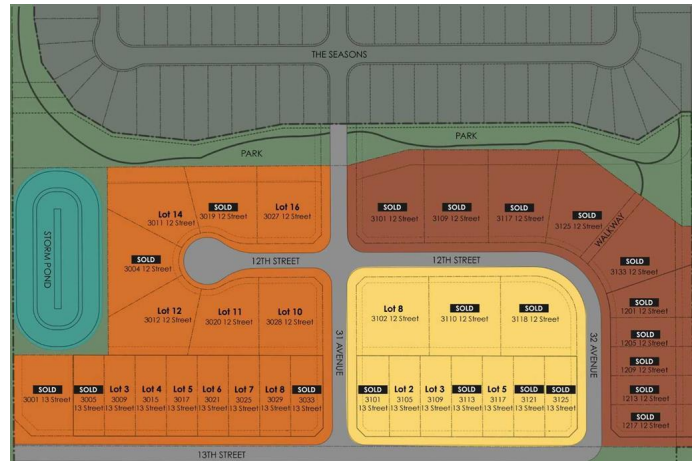 THE SEASONS
PARK
PARK
STORM POND
Lot 14
3011 12 Street
SOLD
3019 12 Street
Lot 16
3027 12 Street
SOLD
3004 12 Street
12TH STREET
Lot 12
3012 12 Street
Lot 11
3020 12 Street
Lot 10
3028 12 Street
SOLD
3001 13 Street
SOLD
3005
13 Street
Lot 3
3009
13 Street
Lot 4
3015
13 Street
Lot 5
3017
13 Street
Lot 6
3021
13 Street
Lot 7
3025
13 Street
Lot 8
3029
13 Street
SOLD
3033
13 Street
31 AVENUE
SOLD
3101 12 Street
SOLD
3109 12 Street
SOLD
3117 12 Street
SOLD
3125 12 Street
WALKWAY
SOLD
3133 12 Street
12TH STREET
Lot 8
3102 12 Street
SOLD
3110 12 Street
SOLD
3118 12 Street
SOLD
3101
13 Street
Lot 2
3105
13 Street
Lot 3
3109
13 Street
SOLD
3113
13 Street
Lot 5
3117
13 Street
SOLD
3121
13 Street
SOLD
3125
13 Street
32 AVENUE
SOLD
1201 12 Street
SOLD
1205 12 Street
SOLD
1209 12 Street
SOLD
1213 12 Street
SOLD
1217 12 Street
13TH STREET